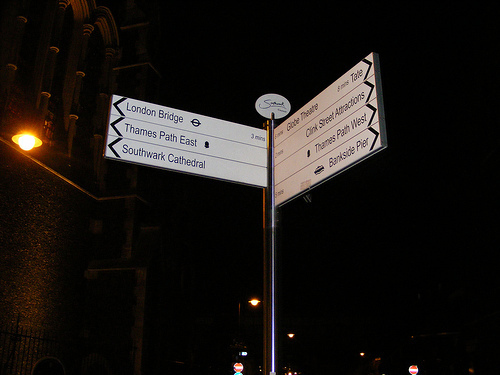 London Bridge 3 mins
Thames Path East
Southwark Cathedral
Globe Theatre Tate
Clink Street Attractions
Thames Path West
Bankside Pier